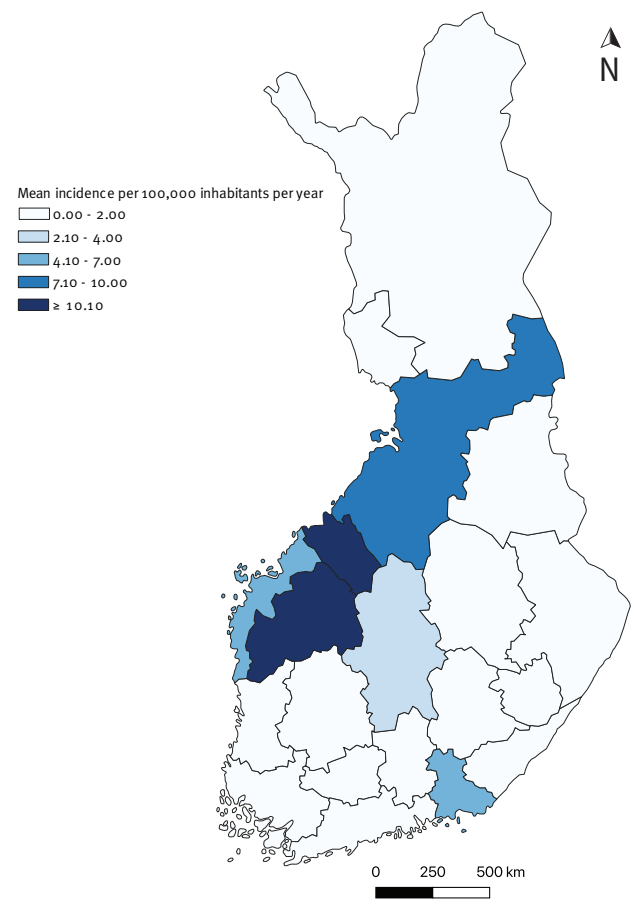 N
Mean incidence per 100,000 inhabitants per year
0.00 - 2.00
2.10 - 4.00
4.10 - 7.00
7.10 - 10.00
≥ 10.10
0 250 500 km